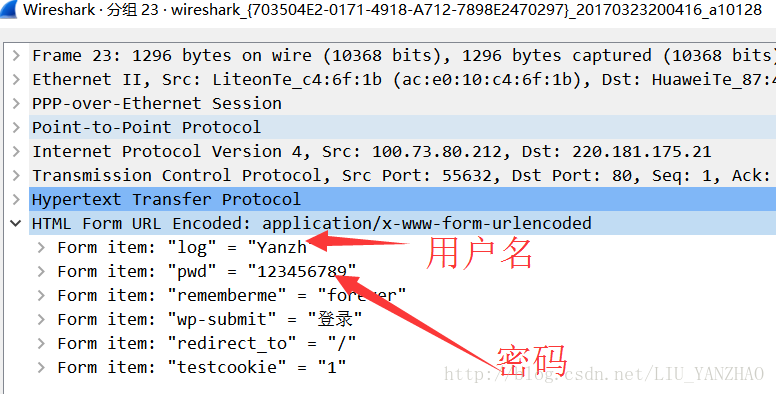 Wireshark · 分组 23 · wireshark_{703504E2-0171-4918-A712-7898E2470297}_20170323200416_a10128
Frame 23: 1296 bytes on wire (10368 bits), 1296 bytes captured (10368 bits)
Ethernet II, Src: LiteonTe_c4:6f:1b (ac:e0:10:c4:6f:1b), Dst: HuaweiTe_87:4
PPP-over-Ethernet Session
Point-to-Point Protocol
Internet Protocol Version 4, Src: 100.73.80.212, Dst: 220.181.175.21
Transmission Control Protocol, Src Port: 55632, Dst Port: 80, Seq: 1, Ack:
Hypertext Transfer Protocol
HTML Form URL Encoded: application/x-www-form-urlencoded
Form item: "log" = "Yanzh
用户名
Form item: "pwd" = "123456789"
Form item: "rememberme" = "forever"
Form item: "wp-submit" = "登录"
Form item: "redirect_to" = "/"
密码
Form item: "testcookie" = "1"
http://blog.csdn.net/LIU_YANZHAO